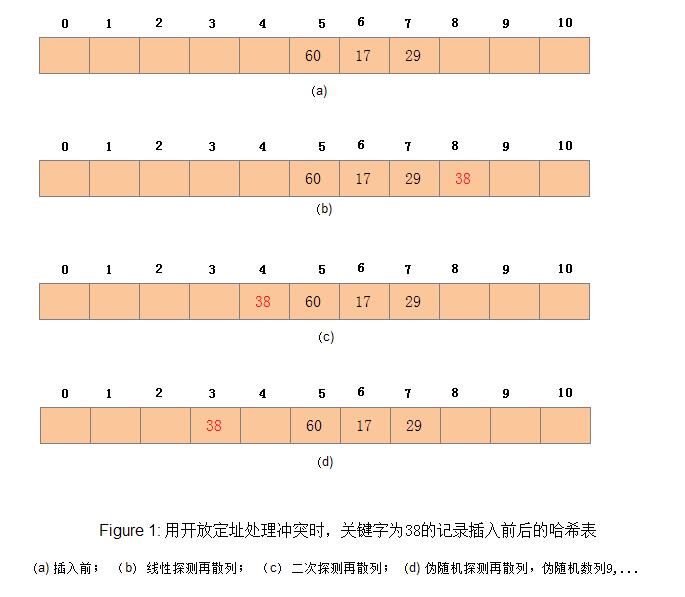 0 1 2 3 4 5 6 7 8 9 10
60 17 29
(a)
0 1 2 3 4 5 6 7 8 9 10
60 17 29 38
(b)
0 1 2 3 4 5 6 7 8 9 10
38 60 17 29
(c)
0 1 2 3 4 5 6 7 8 9 10
38 60 17 29
(d)
Figure 1: 用开放定址处理冲突时，关键字为38的记录插入前后的哈希表
(a) 插入前； （b） 线性探测再散列； （c） 二次探测再散列； (d) 伪随机探测再散列，伪随机数列9,...